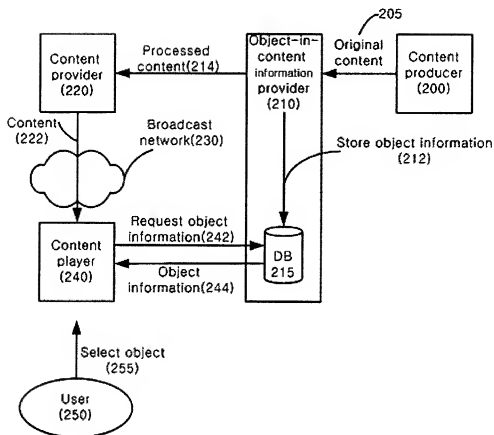 205
Original
content
Content
producer
(200)
Object-in-
content
information
provider
(210)
Processed
content(214)
Content
provider
(220)
Content
(222)
Broadcast
network(230)
Store object information
(212)
Request object
information(242)
Content
player
(240)
DB
215
Object
information(244)
Select object
(255)
User
(250)